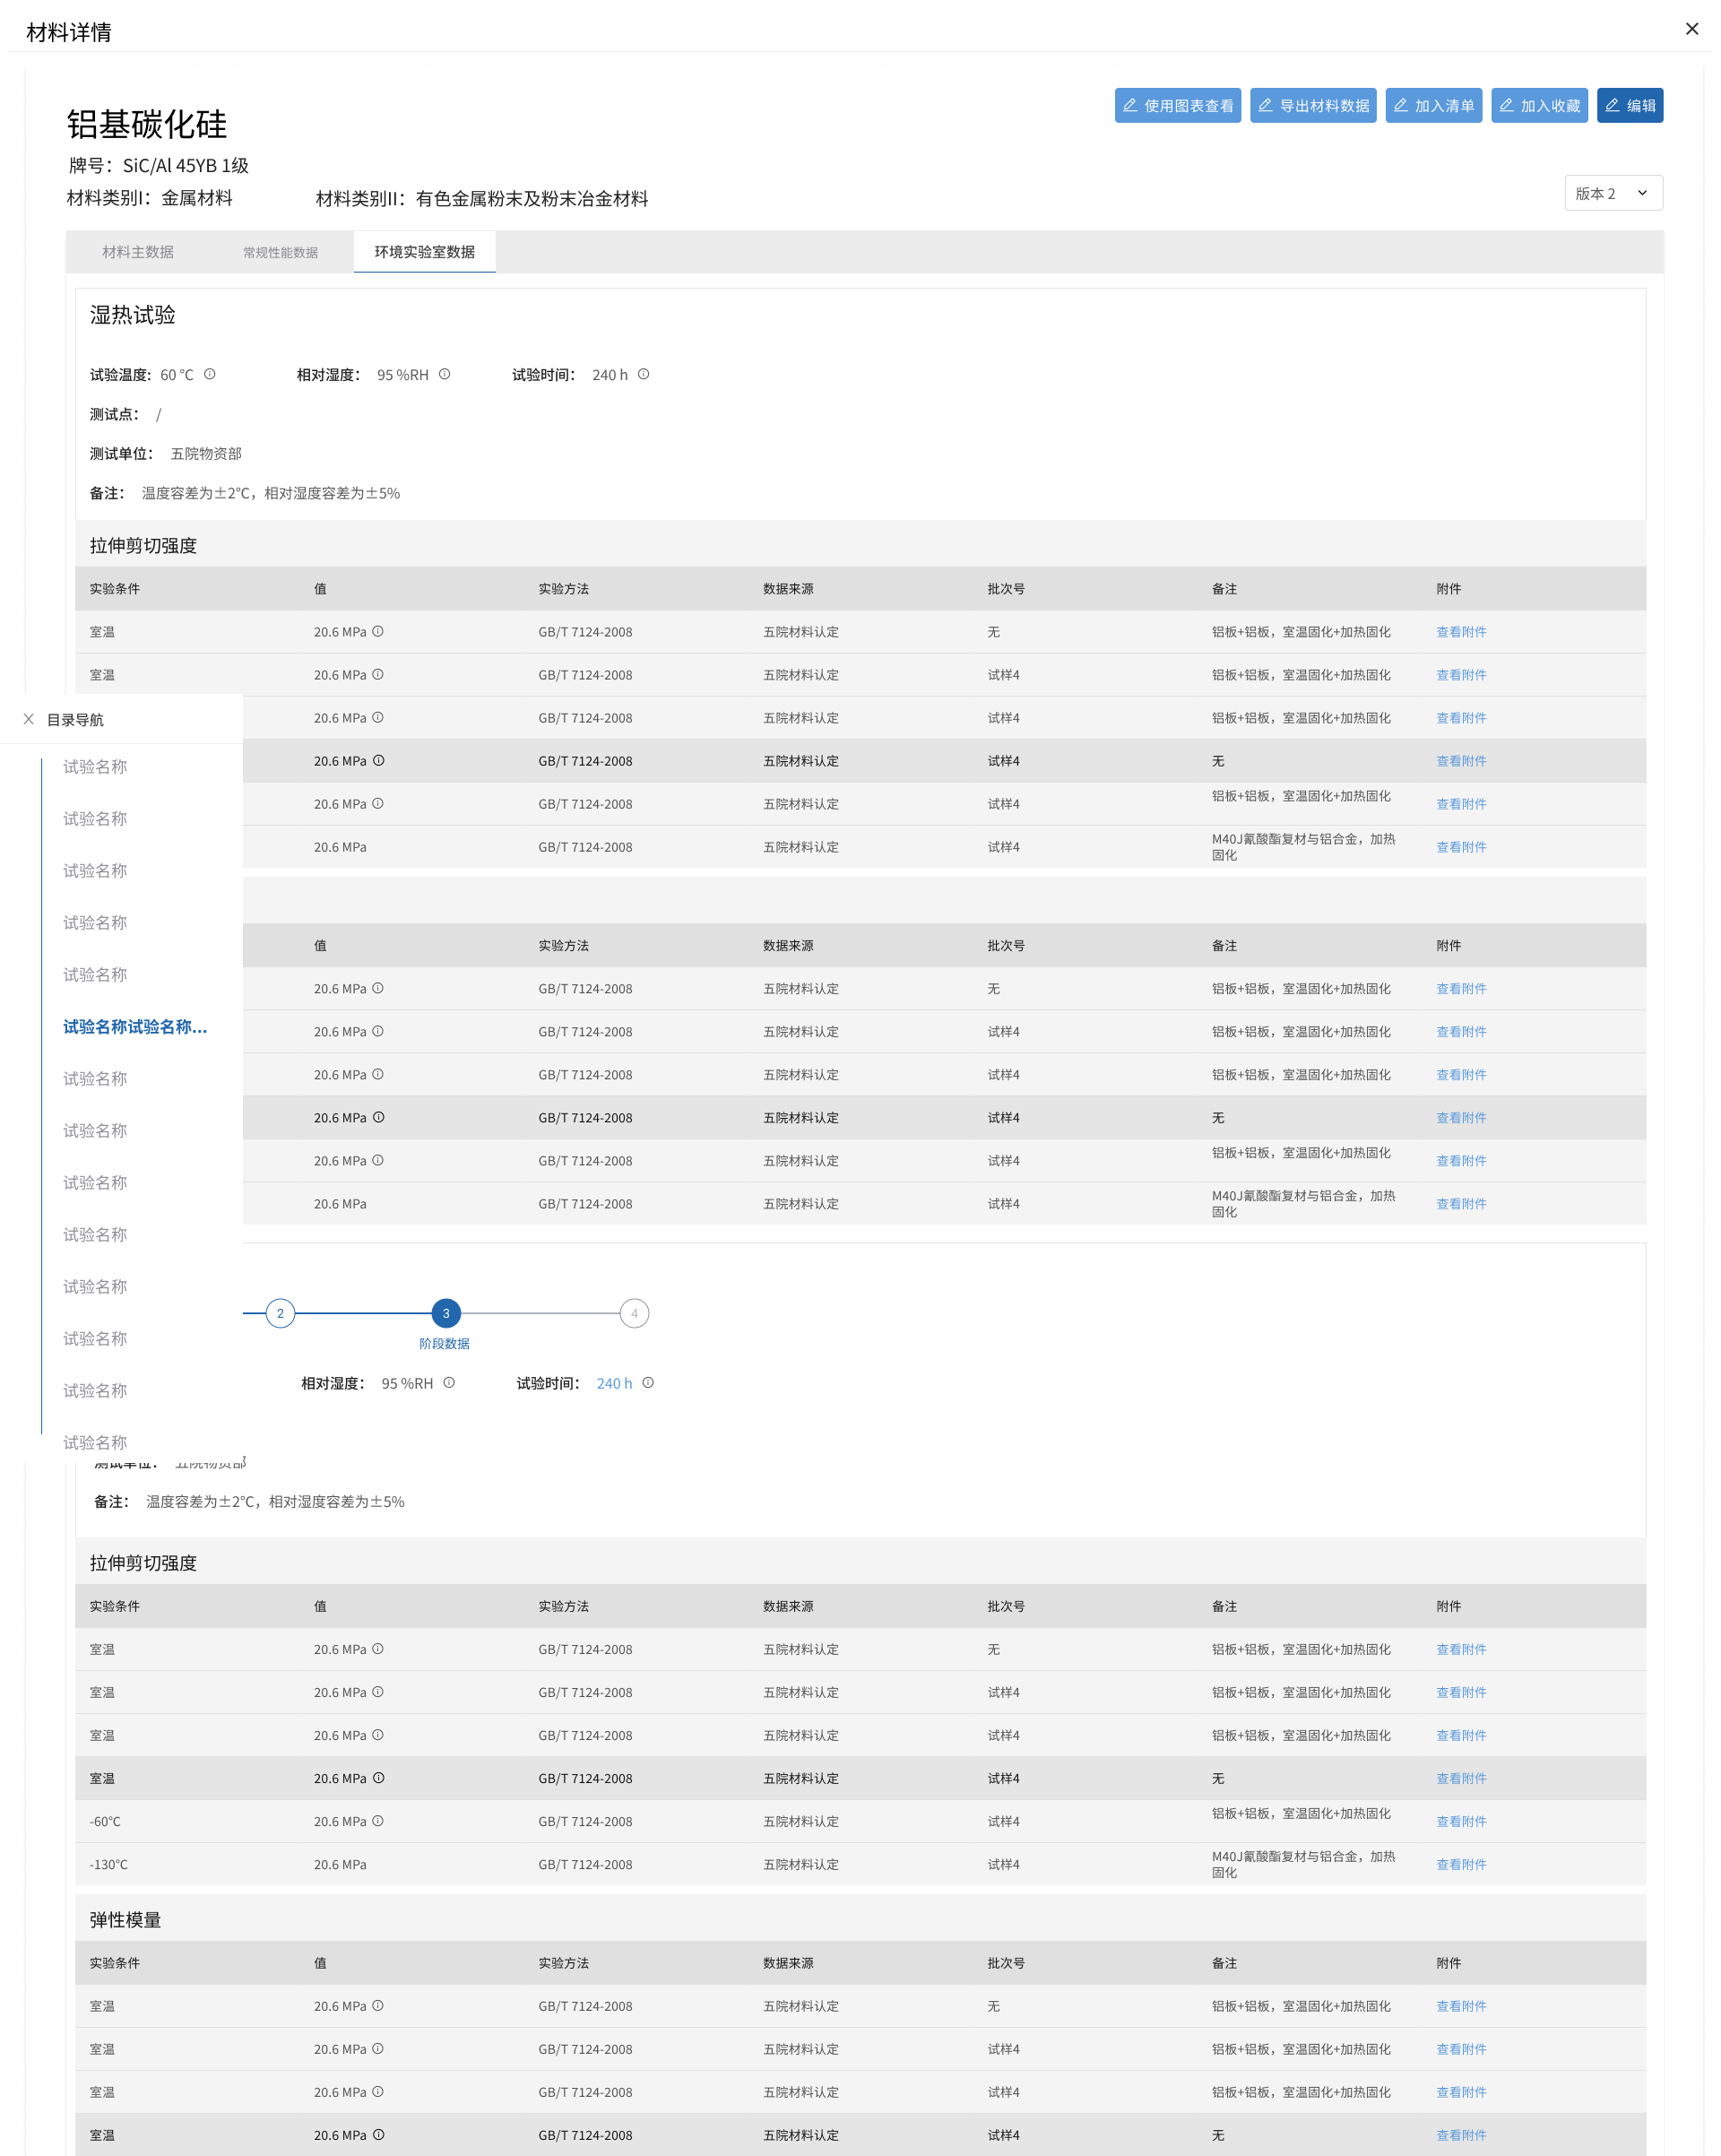 材料详情
铝基碳化硅
使用图表查看 导出材料数据 加入清单 加入收藏 编辑
牌号：SiC/Al 45YB 1级
材料类别I：金属材料 材料类别II：有色金属粉末及粉末冶金材料
版本 2
材料主数据 常规性能数据 环境实验室数据
湿热试验
试验温度: 60 ℃ 相对湿度： 95 %RH 试验时间： 240 h
测试点： /
测试单位： 五院物资部
备注： 温度容差为±2℃，相对湿度容差为±5%
拉伸剪切强度
实验条件 值 实验方法 数据来源 批次号 备注 附件
室温 20.6 MPa GB/T 7124-2008 五院材料认定 无 铝板+铝板，室温固化+加热固化 查看附件
室温 20.6 MPa GB/T 7124-2008 五院材料认定 试样4 铝板+铝板，室温固化+加热固化 查看附件
20.6 MPa GB/T 7124-2008 五院材料认定 试样4 铝板+铝板，室温固化+加热固化 查看附件
20.6 MPa GB/T 7124-2008 五院材料认定 试样4 无 查看附件
20.6 MPa GB/T 7124-2008 五院材料认定 试样4 铝板+铝板，室温固化+加热固化 查看附件
20.6 MPa GB/T 7124-2008 五院材料认定 试样4 M40J氰酸酯复材与铝合金，加热
固化 查看附件
值 实验方法 数据来源 批次号 备注 附件
20.6 MPa GB/T 7124-2008 五院材料认定 无 铝板+铝板，室温固化+加热固化 查看附件
20.6 MPa GB/T 7124-2008 五院材料认定 试样4 铝板+铝板，室温固化+加热固化 查看附件
20.6 MPa GB/T 7124-2008 五院材料认定 试样4 铝板+铝板，室温固化+加热固化 查看附件
20.6 MPa GB/T 7124-2008 五院材料认定 试样4 无 查看附件
20.6 MPa GB/T 7124-2008 五院材料认定 试样4 铝板+铝板，室温固化+加热固化 查看附件
20.6 MPa GB/T 7124-2008 五院材料认定 试样4 M40J氰酸酯复材与铝合金，加热
固化 查看附件
目录导航
试验名称
试验名称
试验名称
试验名称
试验名称
试验名称试验名称...
试验名称
试验名称
试验名称
试验名称
试验名称
试验名称
试验名称
试验名称
2 3 4
阶段数据
相对湿度： 95 %RH 试验时间： 240 h
测试单位： 五院物资部
备注： 温度容差为±2℃，相对湿度容差为±5%
拉伸剪切强度
实验条件 值 实验方法 数据来源 批次号 备注 附件
室温 20.6 MPa GB/T 7124-2008 五院材料认定 无 铝板+铝板，室温固化+加热固化 查看附件
室温 20.6 MPa GB/T 7124-2008 五院材料认定 试样4 铝板+铝板，室温固化+加热固化 查看附件
室温 20.6 MPa GB/T 7124-2008 五院材料认定 试样4 铝板+铝板，室温固化+加热固化 查看附件
室温 20.6 MPa GB/T 7124-2008 五院材料认定 试样4 无 查看附件
-60℃ 20.6 MPa GB/T 7124-2008 五院材料认定 试样4 铝板+铝板，室温固化+加热固化 查看附件
-130℃ 20.6 MPa GB/T 7124-2008 五院材料认定 试样4 M40J氰酸酯复材与铝合金，加热
固化 查看附件
弹性模量
实验条件 值 实验方法 数据来源 批次号 备注 附件
室温 20.6 MPa GB/T 7124-2008 五院材料认定 无 铝板+铝板，室温固化+加热固化 查看附件
室温 20.6 MPa GB/T 7124-2008 五院材料认定 试样4 铝板+铝板，室温固化+加热固化 查看附件
室温 20.6 MPa GB/T 7124-2008 五院材料认定 试样4 铝板+铝板，室温固化+加热固化 查看附件
室温 20.6 MPa GB/T 7124-2008 五院材料认定 试样4 无 查看附件